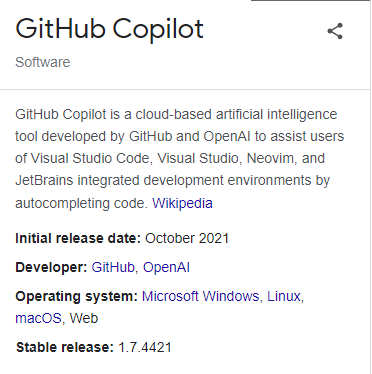 GitHub Copilot
Software
GitHub Copilot is a cloud-based artificial intelligence
tool developed by GitHub and OpenAI to assist users
of Visual Studio Code, Visual Studio, Neovim, and
JetBrains integrated development environments by
autocompleting code. Wikipedia
Initial release date: October 2021
Developer: GitHub, OpenAI
Operating system: Microsoft Windows, Linux,
macOS, Web
Stable release: 1.7.4421